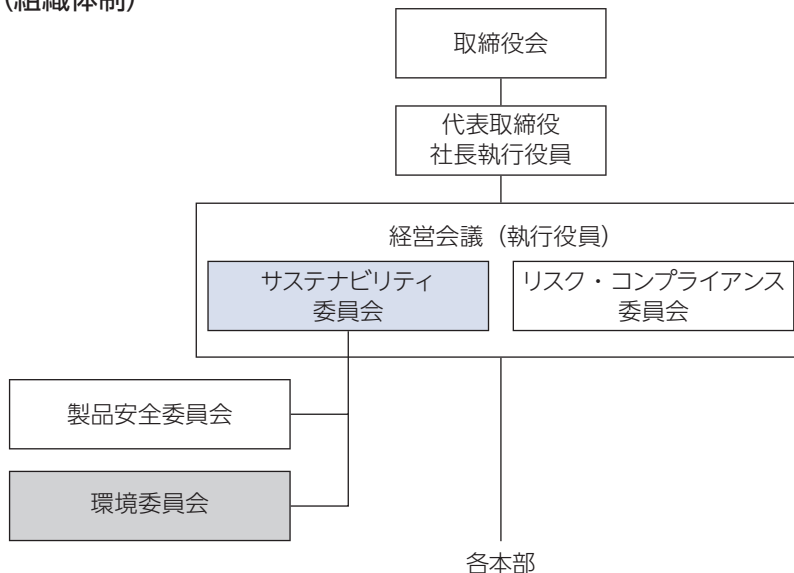 (組織体制)
取締役会
代表取締役
社長執行役員
経営会議（執行役員）
サステナビリティ
委員会
リスク・コンプライアンス
委員会
製品安全委員会
環境委員会
各本部